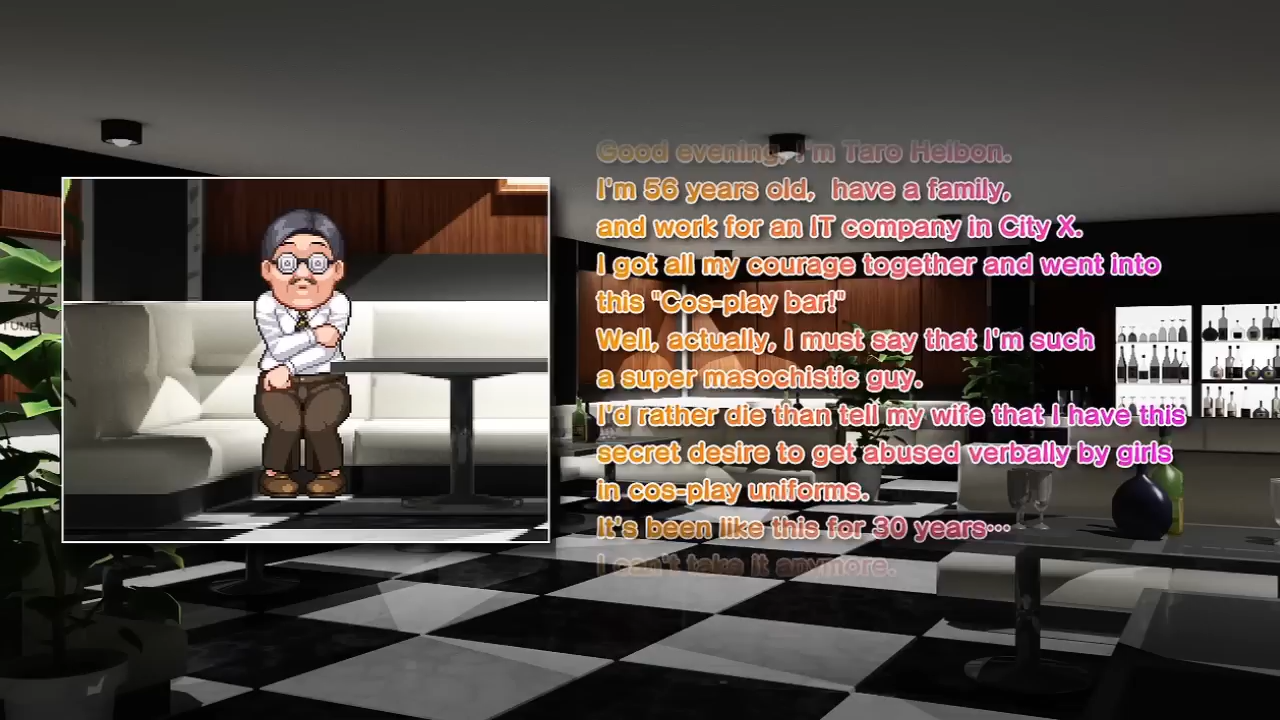 Good evening, I'm Taro Heibon.
I'm 56 years old, have a family,
and work for an IT company in City X.
I got all my courage together and went into
this "Cos-play bar!"
Well, actually, I must say that I'm such
a super masochistic guy.
I'd rather die than tell my wife that I have this
secret desire to get abused verbally by girls
in cos-play uniforms.
It's been like this for 30 years…
I can't take it anymore.